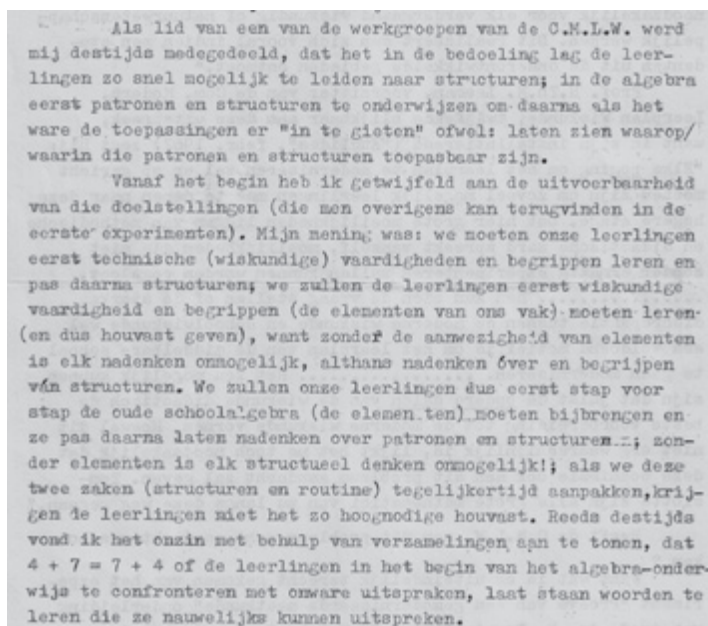 Als lid van een van de werkgroepen van de C.M.L.W. werd
mij destijds medegedeeld, dat het in de bedoeling lag de leer-
lingen zo snel mogelijk te leiden naar structuren; in de algebra
eerst patronen en structuren te onderwijzen om daarna als het
ware de toepassingen er "in te gieten" ofwel: laten zien waarop/
waarin die patronen en structuren toepasbaar zijn.
Vanaf het begin heb ik getwijfeld aan de uitvoerbaarheid
van die doelstellingen (die men overigens kan terugvinden in de
eerste experimenten). Mijn mening was: we moeten onze leerlingen
eerst technische (wiskundige) vaardigheden en begrippen leren en
pas daarna structuren; we zullen de leerlingen eerst wiskundige
vaardigheid en begrippen (de elementen van ons vak) moeten leren
(en dus houvast geven), want zonder de aanwezigheid van elementen
is elk nadenken onmogelijk, althans nadenken óver en begrijpen
ván structuren. We zullen onze leerlingen dus eerst stap voor
stap de oude schoolalgebra (de elemen ten) moeten bijbrengen en
ze pas daarna laten nadenken over patronen en structuren..; zon-
der elementen is elk structueel denken onmogelijk!; als we deze
twee zaken (structuren en routine) tegelijkertijd aanpakken,krij-
gen de leerlingen niet het zo hoognodige houvast. Reeds destijds
vond ik het onzin met behulp van verzamelingen aan te tonen, dat
4 + 7 = 7 + 4 of de leerlingen in het begin van het algebra-onder-
wijs te confronteren met onware uitspraken, laat staan woorden te
leren die ze nauwelijks kunnen uitspreken.